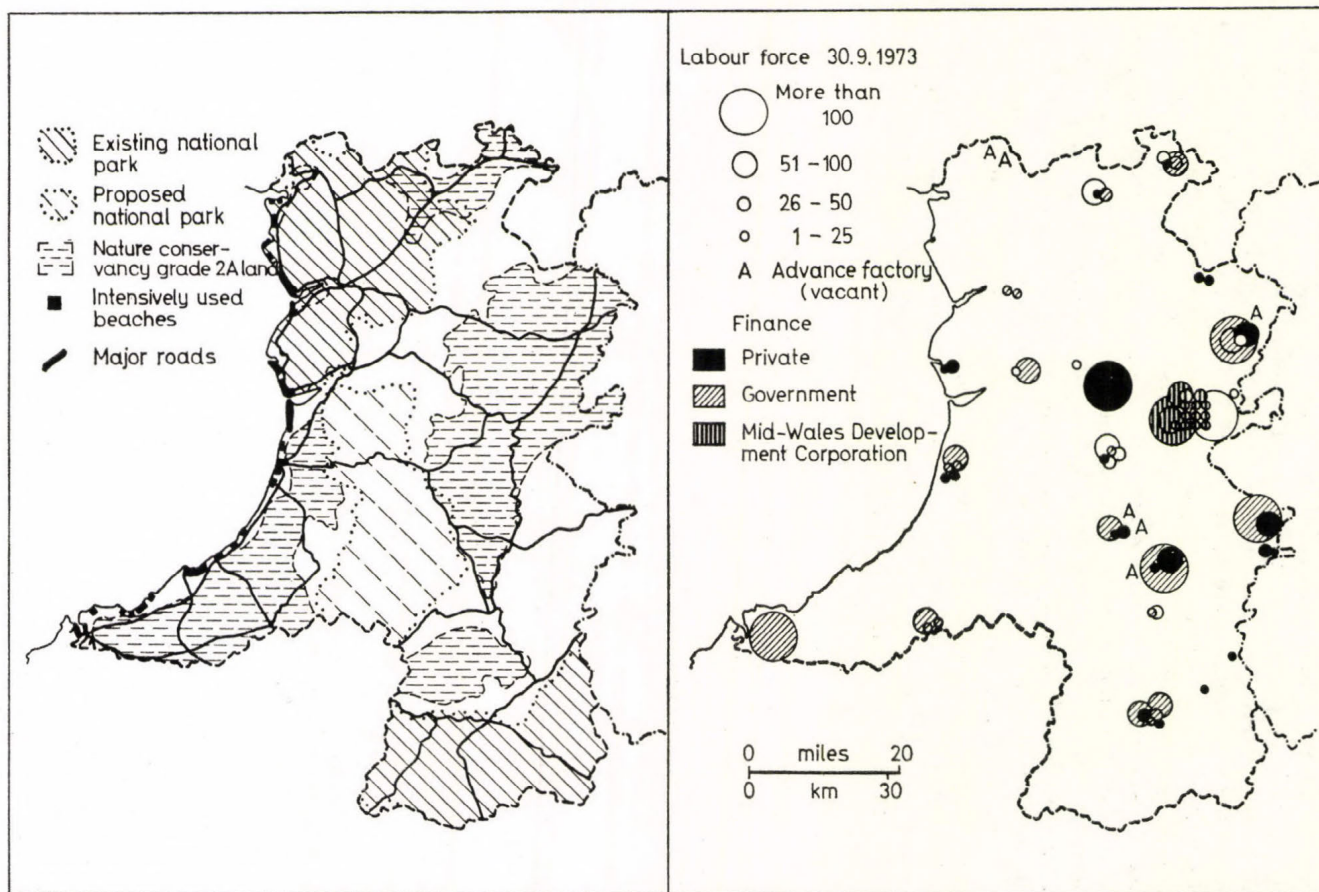 Existing national
park
Proposed
national park
Nature conser-
vancy grade 2A land
Intensively used
beaches
Major roads
Labour force 30.9.1973
More than
100
51 - 100
26 - 50
1 - 25
A Advance factory
(vacant)
Finance
Private
Government
Mid-Wales Develop-
ment Corporation
A
A
A
A
A
A
0 miles 20
0 km 30